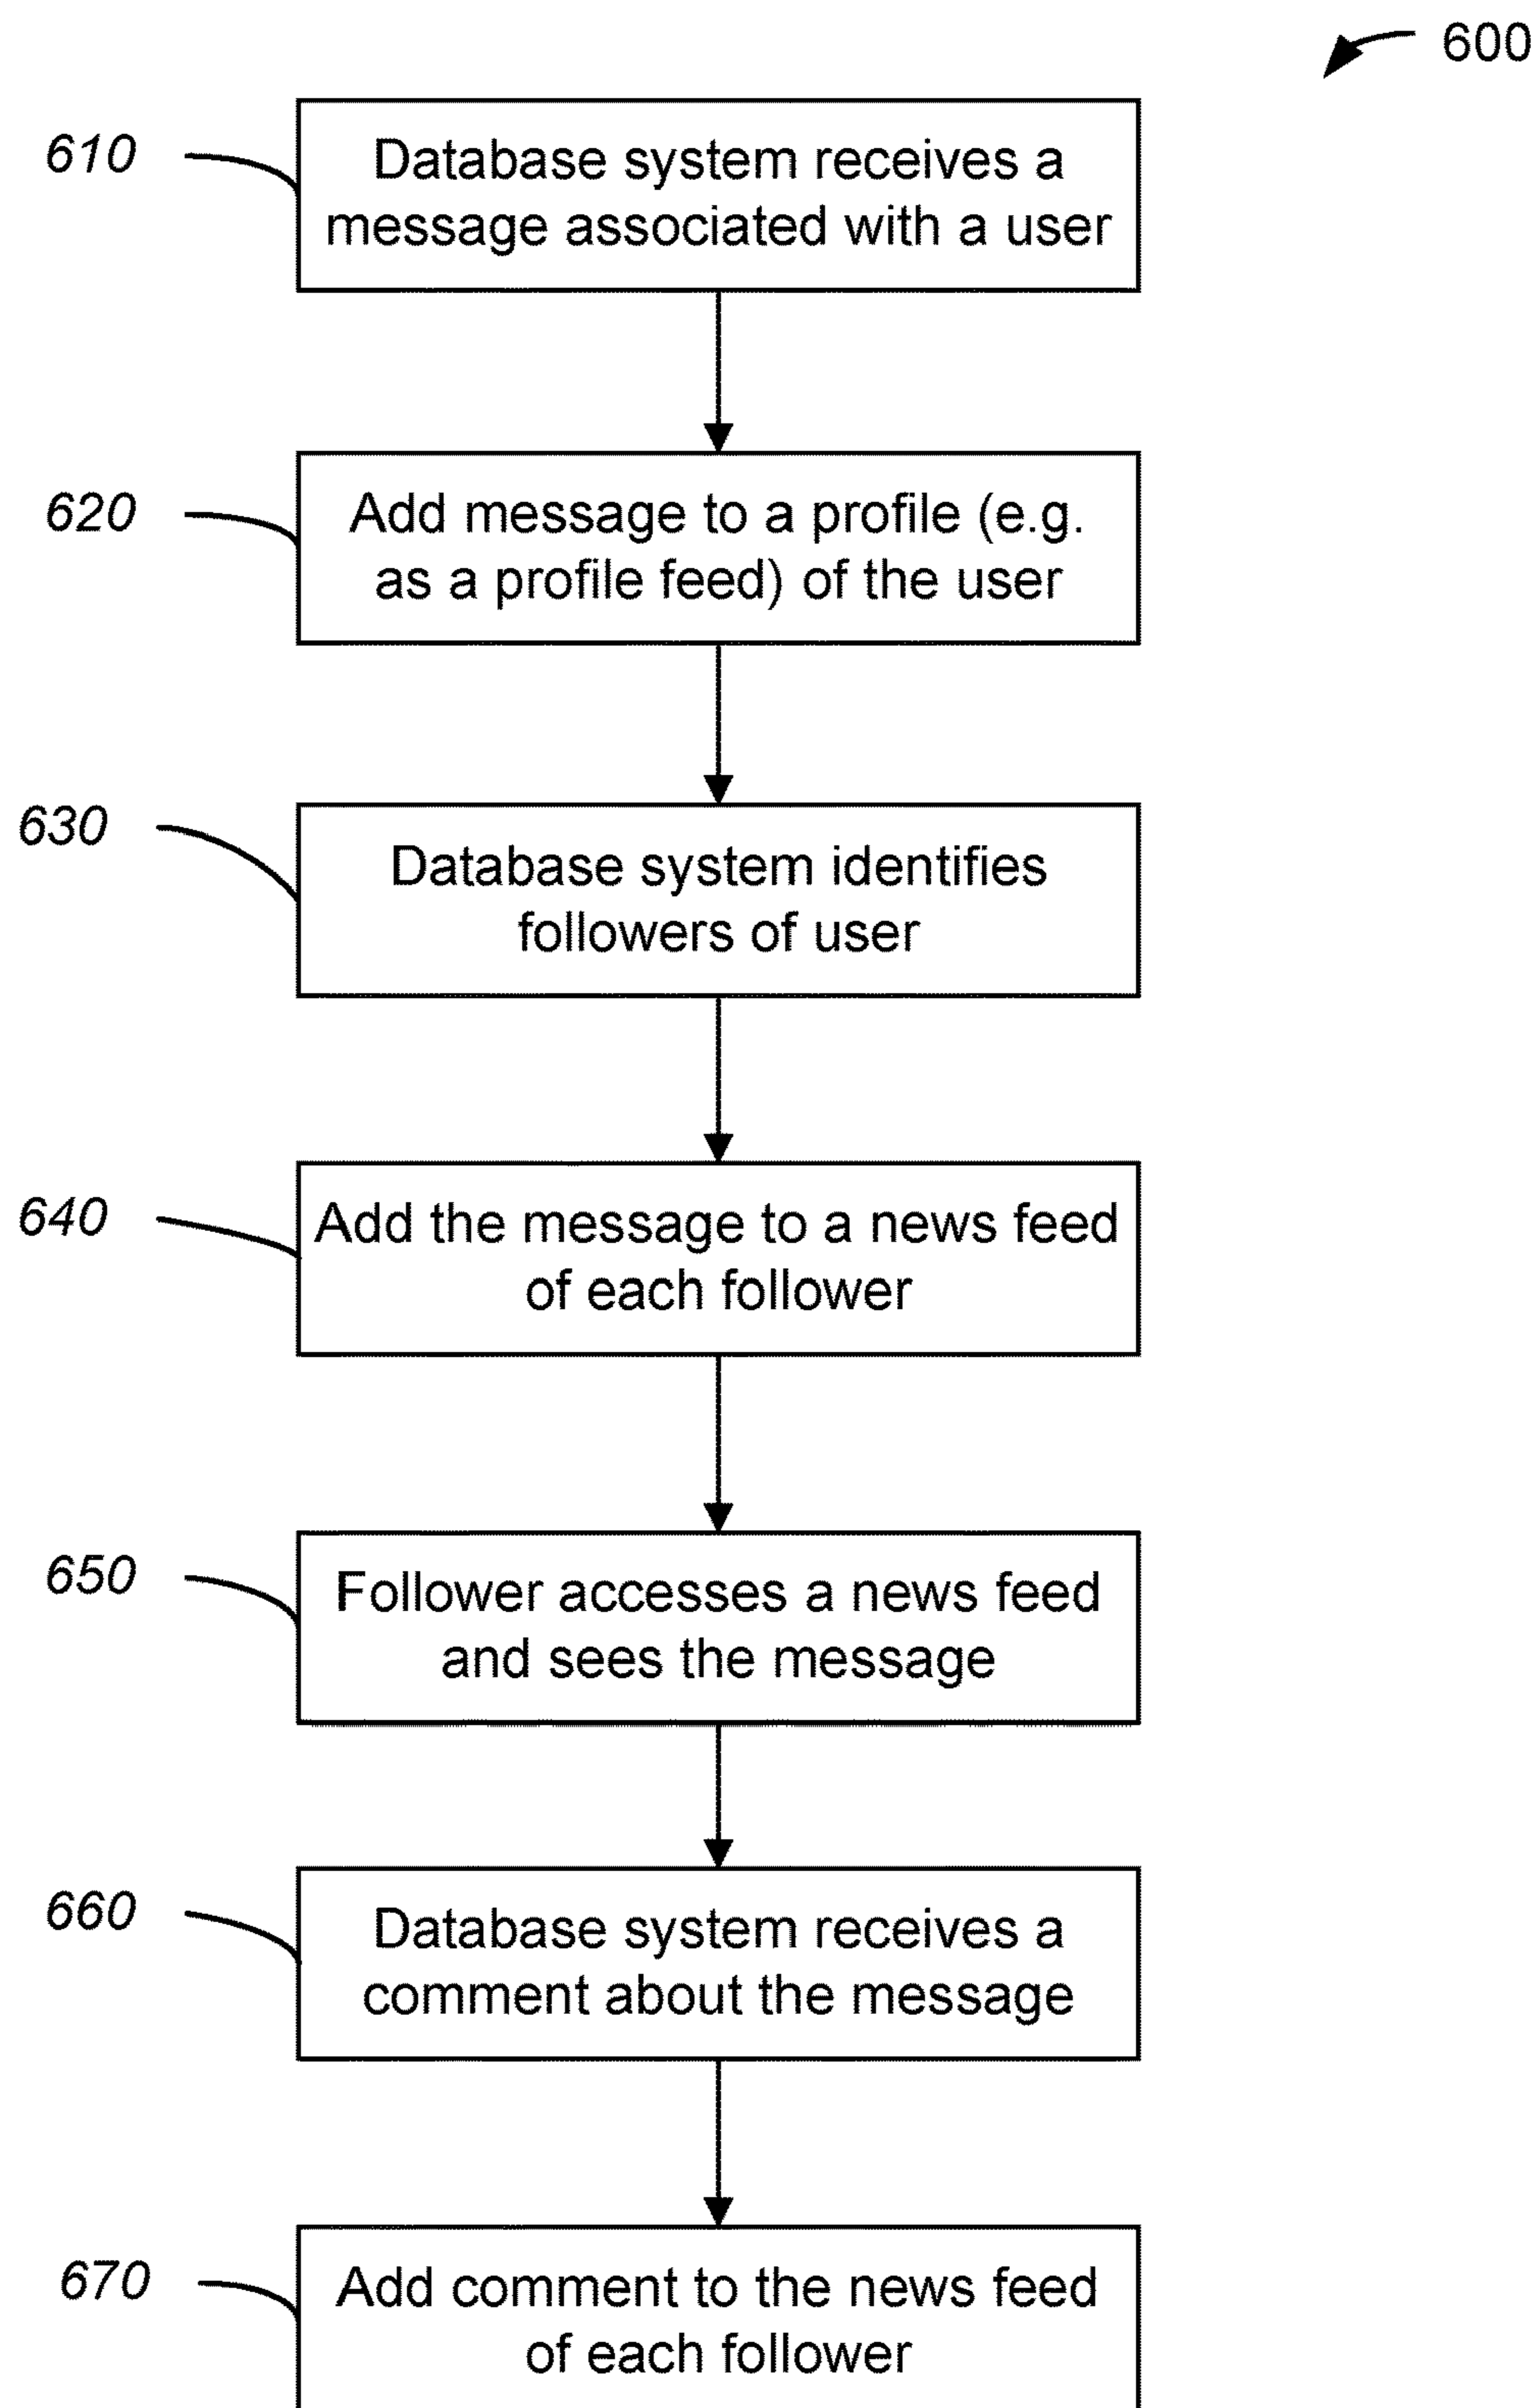 600
610
Database system receives a
message associated with a user
620
Add message to a profile (e.g.
as a profile feed) of the user
630
Database system identifies
followers of user
640
Add the message to a news feed
of each follower
650
Follower accesses a news feed
and sees the message
660
Database system receives a
comment about the message
670
Add comment to the news feed
of each follower